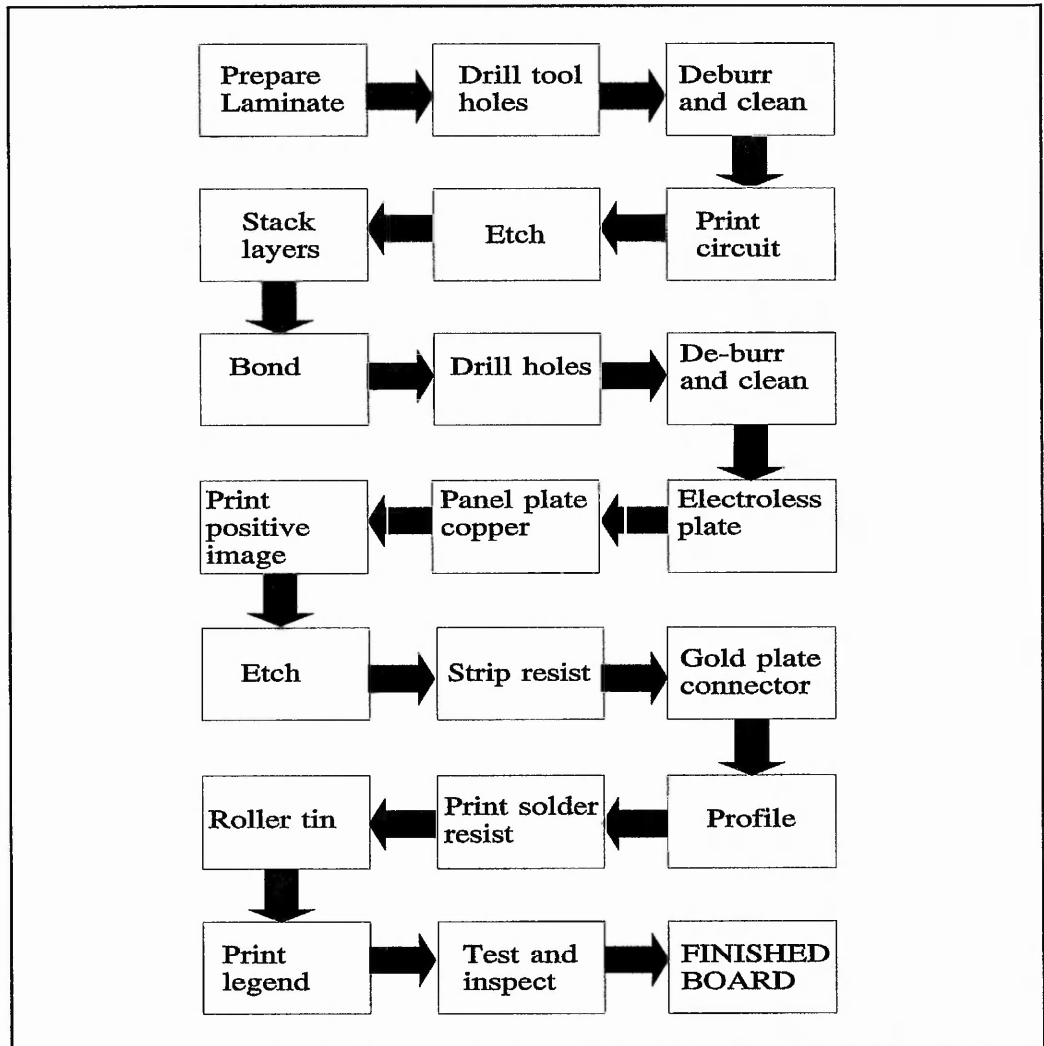 Prepare
Laminate
Drill tool
holes
Deburr
and clean
Print
circuit
Etch
Stack
layers
Bond
Drill holes
De-burr
and clean
Electroless
plate
Panel plate
copper
Print
positive
image
Etch
Strip resist
Gold plate
connector
Profile
Print solder
resist
Roller tin
Print
legend
Test and
inspect
FINISHED
BOARD